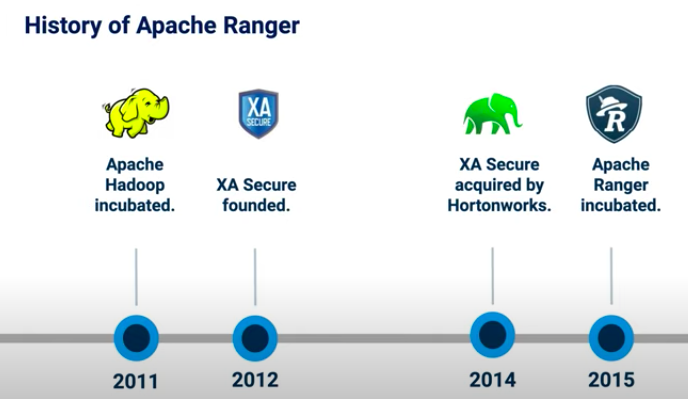 History of Apache Ranger
XA
SECURE
R
Apache
Hadoop
incubated.
XA Secure
founded.
XA Secure
acquired by
Hortonworks.
Apache
Ranger
incubated.
2011
2012
2014
2015